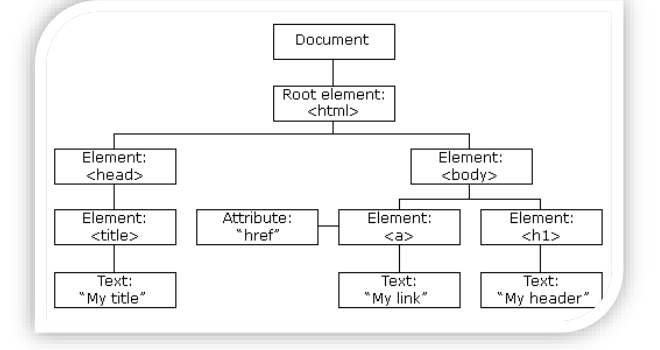 Document
Root element:
<html>
Element:
<head>
Element:
<body>
Element:
<title>
Attribute:
“href”
Element:
<a>
Element:
<h1>
Text:
“My title”
Text:
“My link”
Text:
“My header”